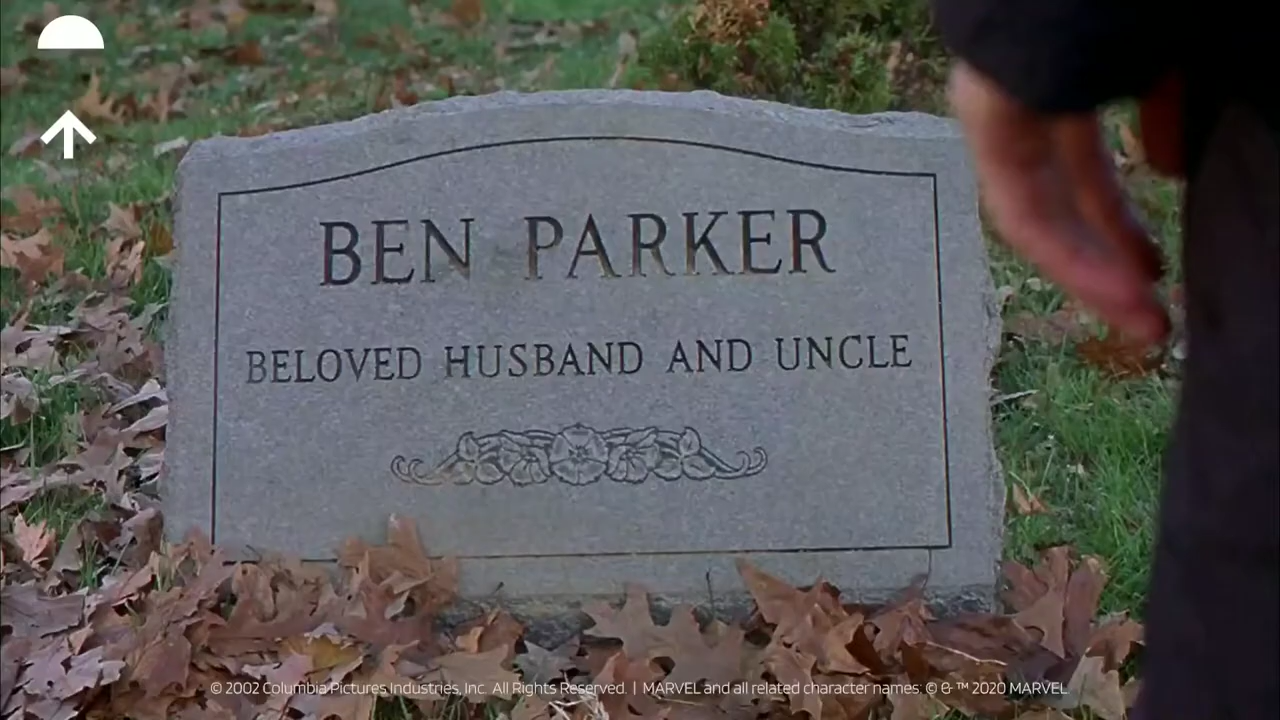 BEN PARKER
BELOVED HUSBAND AND UNCLE
© 2002 Columbia Pictures Industries, Inc. All Rights Reserved. | MARVEL and all related character names: © & ™ 2020 MARVEL.